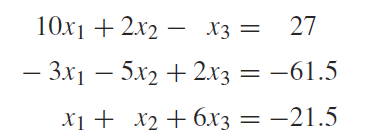 10x₁ + 2x₂ − x₃ = 27
− 3x₁ − 5x₂ + 2x₃ = −61.5
x₁ + x₂ + 6x₃ = −21.5